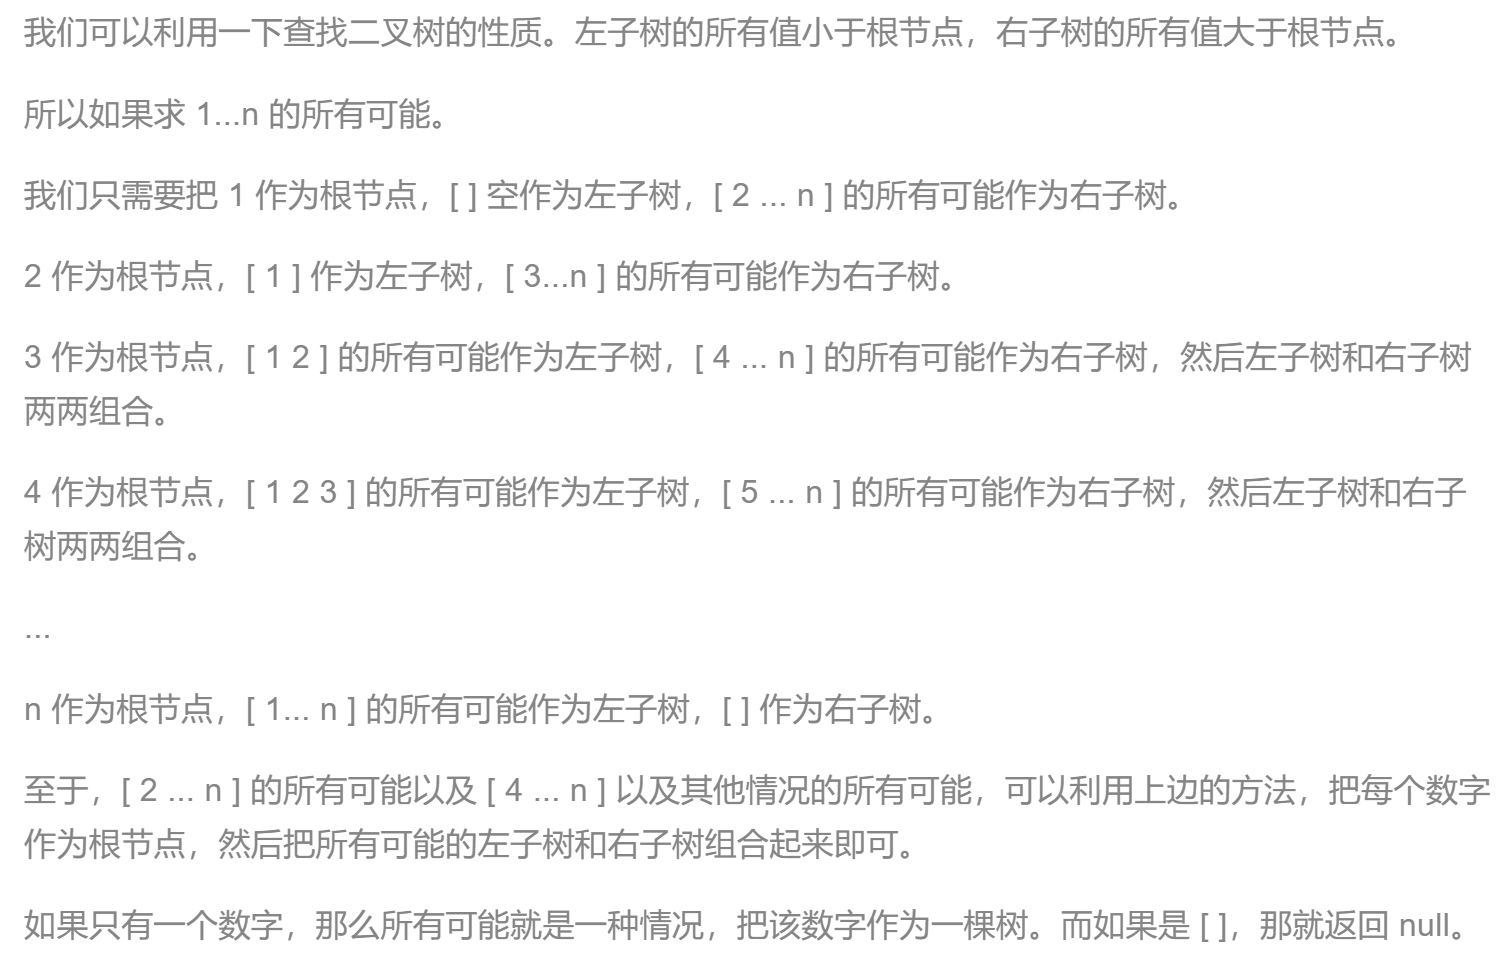 我们可以利用一下查找二叉树的性质。左子树的所有值小于根节点，右子树的所有值大于根节点。
所以如果求 1...n 的所有可能。
我们只需要把 1 作为根节点，[ ] 空作为左子树，[ 2 ... n ] 的所有可能作为右子树。
2 作为根节点，[ 1 ] 作为左子树，[ 3...n ] 的所有可能作为右子树。
3 作为根节点，[ 1 2 ] 的所有可能作为左子树，[ 4 ... n ] 的所有可能作为右子树，然后左子树和右子树
两两组合。
4 作为根节点，[ 1 2 3 ] 的所有可能作为左子树，[ 5 ... n ] 的所有可能作为右子树，然后左子树和右子
树两两组合。
...
n 作为根节点，[ 1... n ] 的所有可能作为左子树，[ ] 作为右子树。
至于，[ 2 ... n ] 的所有可能以及 [ 4 ... n ] 以及其他情况的所有可能，可以利用上边的方法，把每个数字
作为根节点，然后把所有可能的左子树和右子树组合起来即可。
如果只有一个数字，那么所有可能就是一种情况，把该数字作为一棵树。而如果是 [ ]，那就返回 null。